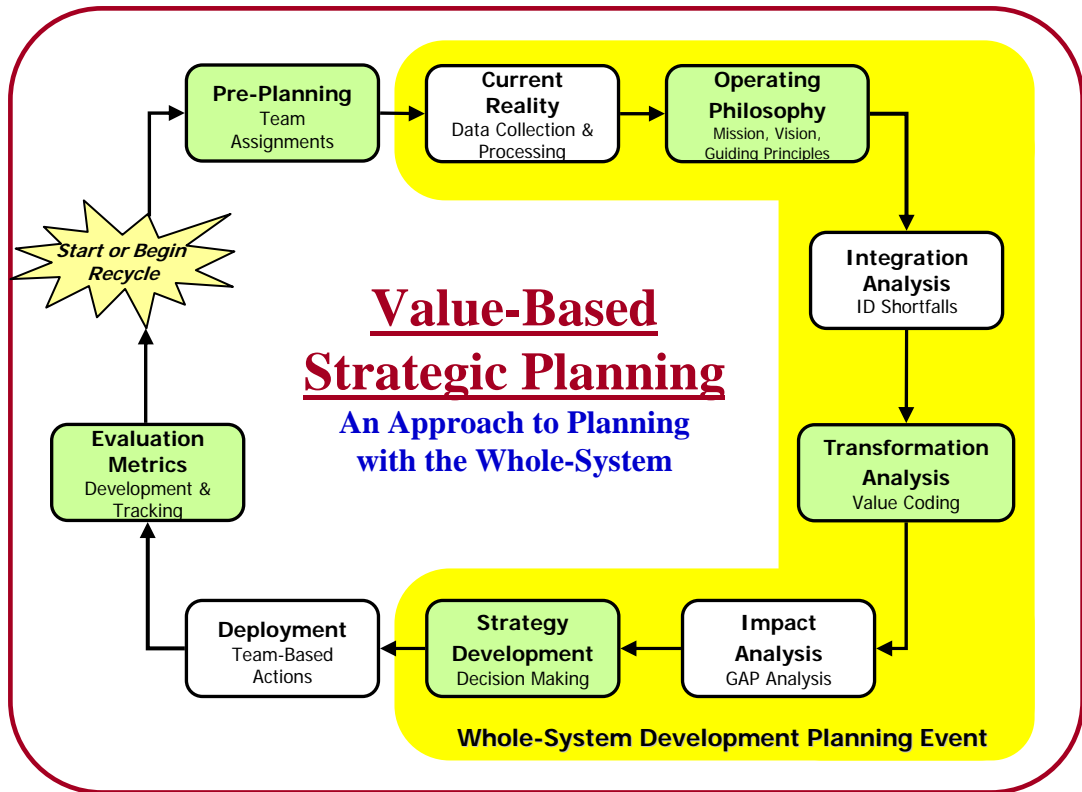 Pre-Planning
Team
Assignments
Current
Reality
Data Collection &
Processing
Operating
Philosophy
Mission, Vision,
Guiding Principles
Start or Begin
Recycle
Integration
Analysis
ID Shortfalls
Value-Based
Strategic Planning
An Approach to Planning
with the Whole-System
Evaluation
Metrics
Development &
Tracking
Transformation
Analysis
Value Coding
Deployment
Team-Based
Actions
Strategy
Development
Decision Making
Impact
Analysis
GAP Analysis
Whole-System Development Planning Event